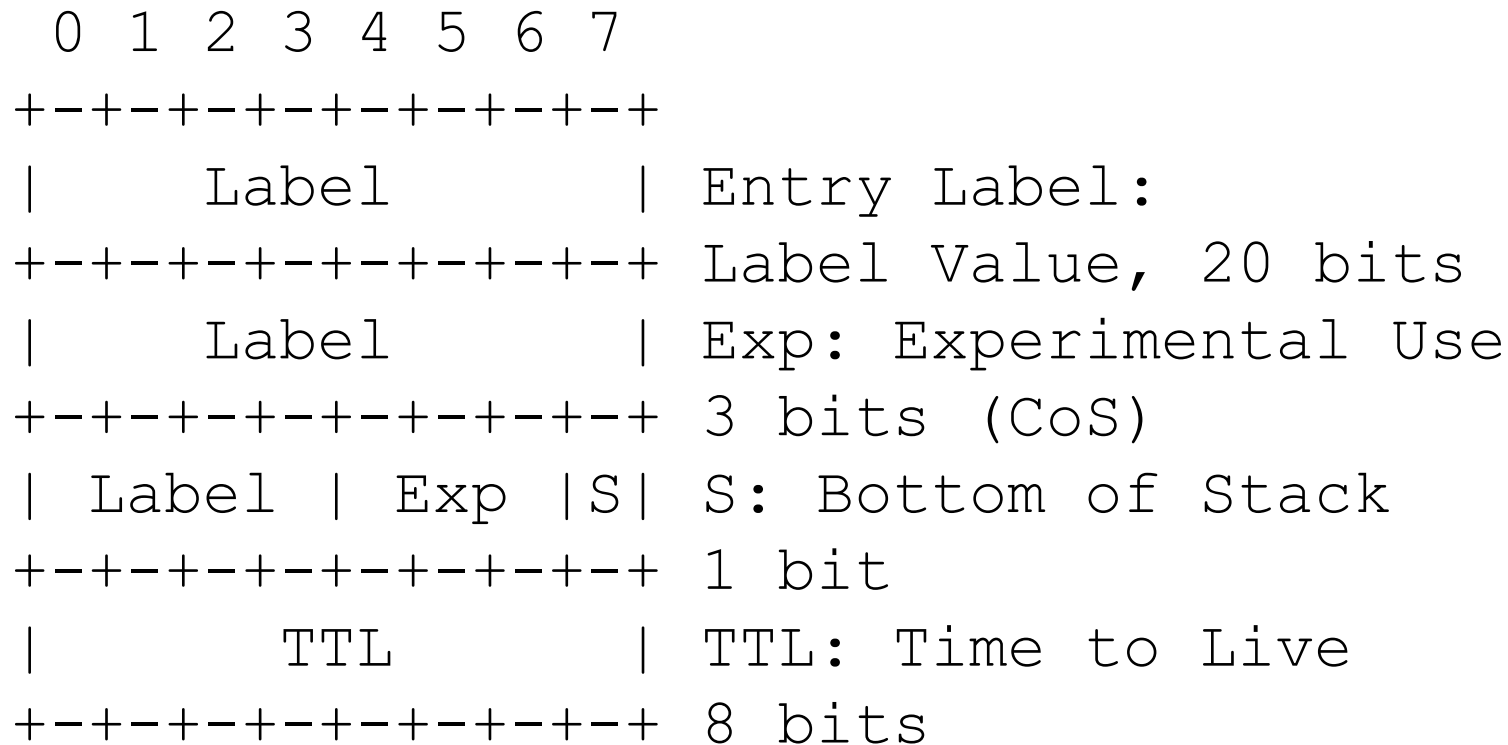 0 1 2 3 4 5 6 7
+-+-+-+-+-+-+-+-+
|    Label      | Entry Label:
+-+-+-+-+-+-+-+-+ Label Value, 20 bits
|    Label      | Exp: Experimental Use
+-+-+-+-+-+-+-+-+ 3 bits (CoS)
| Label | Exp |S| S: Bottom of Stack
+-+-+-+-+-+-+-+-+ 1 bit
|      TTL      | TTL: Time to Live
+-+-+-+-+-+-+-+-+ 8 bits